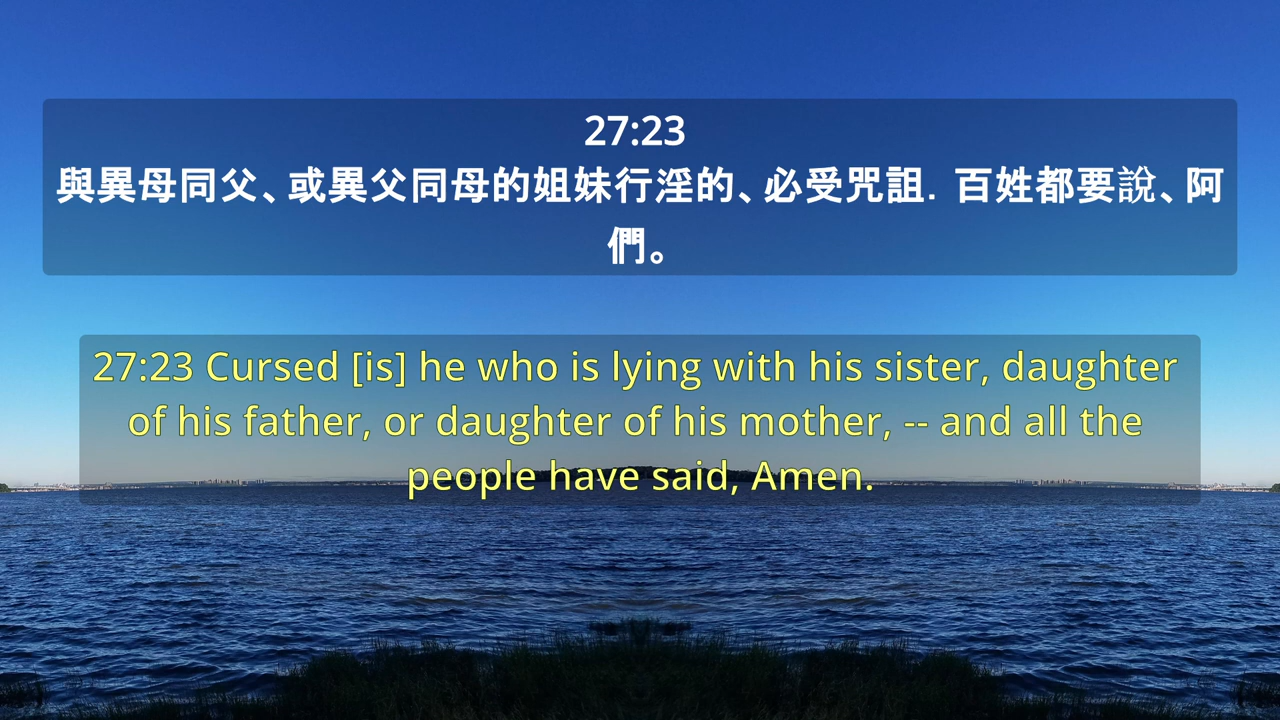 27:23
與異母同父、或異父同母的姐妹行淫的、必受咒詛. 百姓都要說、阿
們。
27:23 Cursed [is] he who is lying with his sister, daughter
of his father, or daughter of his mother, -- and all the
people have said, Amen.